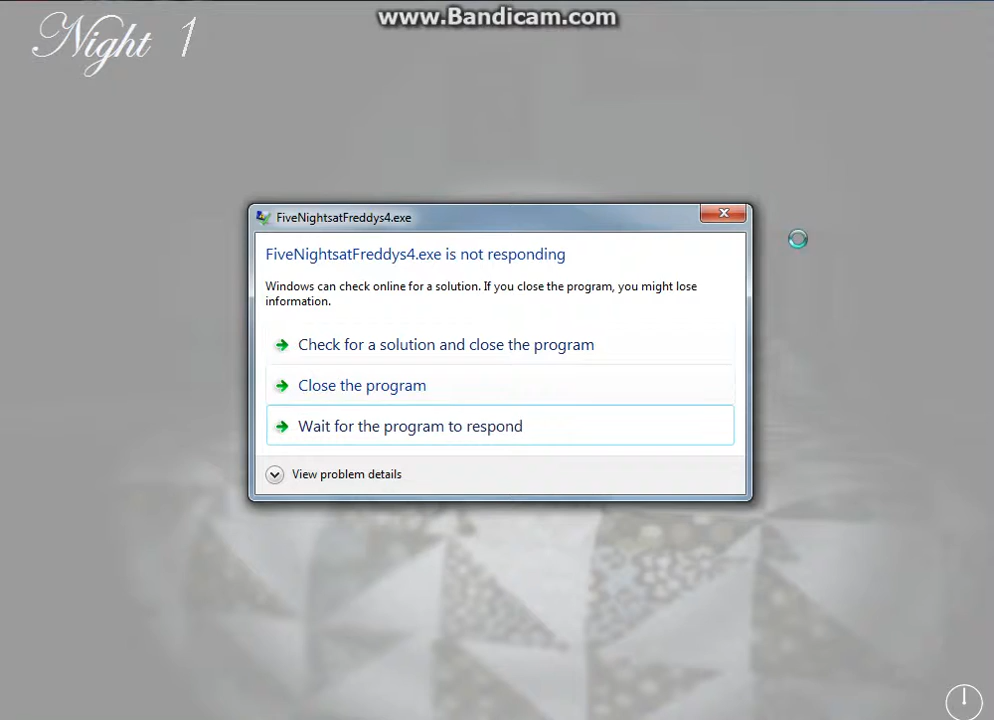 www.Bandicam.com
Night 1
FiveNightsatFreddys4.exe
FiveNightsatFreddys4.exe is not responding
Windows can check online for a solution. If you close the program, you might lose
information.
Check for a solution and close the program
Close the program
Wait for the program to respond
View problem details